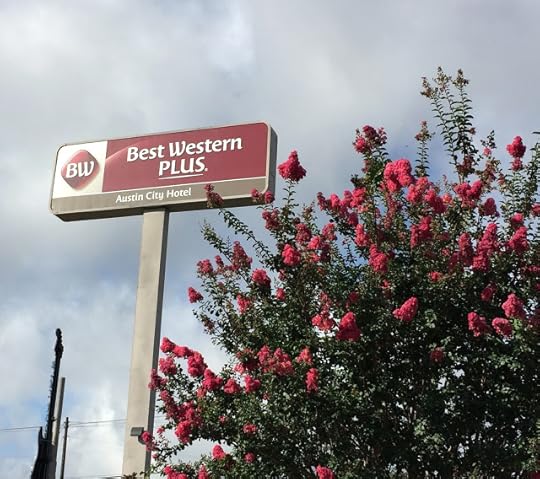 BW
Best Western
PLUS®
Austin City Hotel